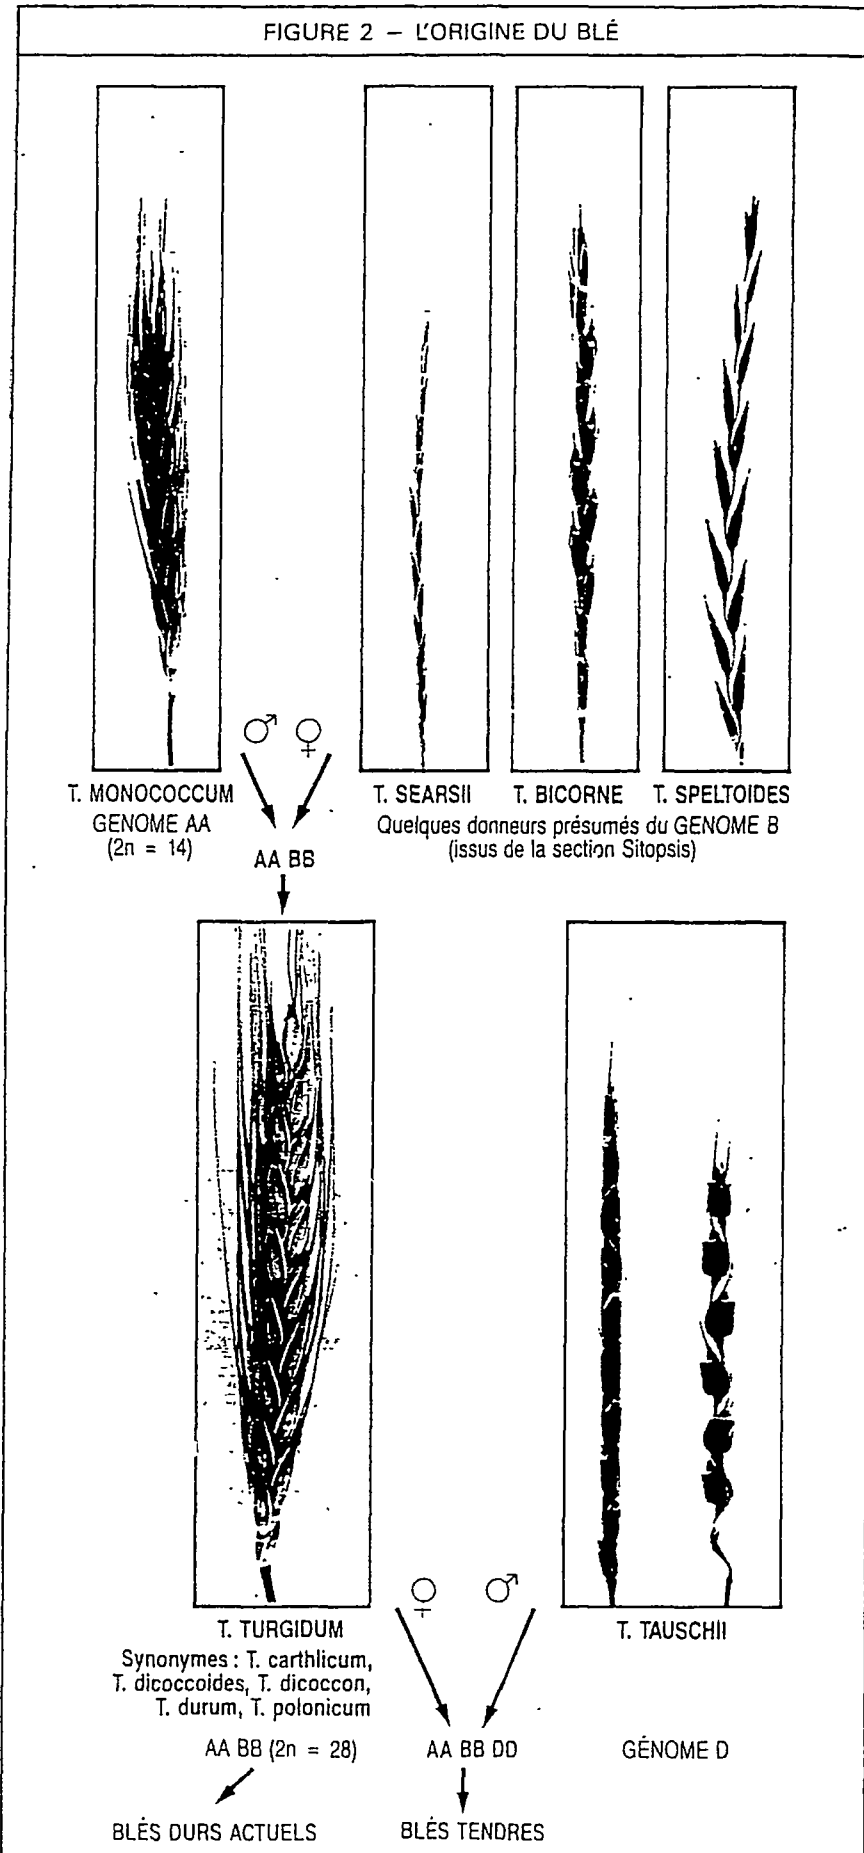 FIGURE 2 – L'ORIGINE DU BLÉ
♂ ♀
T. MONOCOCCUM
GENOME AA
(2n = 14)
T. SEARSII
T. BICORNE
T. SPELTOIDES
Quelques donneurs présumés du GENOME B
(issus de la section Sitopsis)
AA BB
♀ ♂
T. TURGIDUM
Synonymes : T. carthlicum,
T. dicoccoides, T. dicoccon,
T. durum, T. polonicum
T. TAUSCHII
AA BB (2n = 28)
AA BB DD
GÉNOME D
BLÉS DURS ACTUELS
BLÉS TENDRES